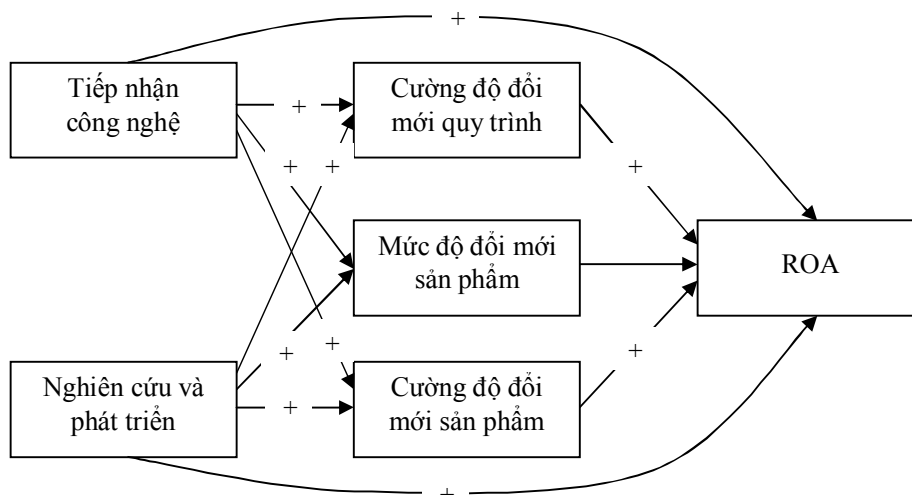 +
Tiếp nhận
công nghệ
Cường độ đổi
mới quy trình
+
+
+
+
Mức độ đổi mới
sản phẩm
ROA
+
+
+
Nghiên cứu và
phát triển
+
Cường độ đổi
mới sản phẩm
+